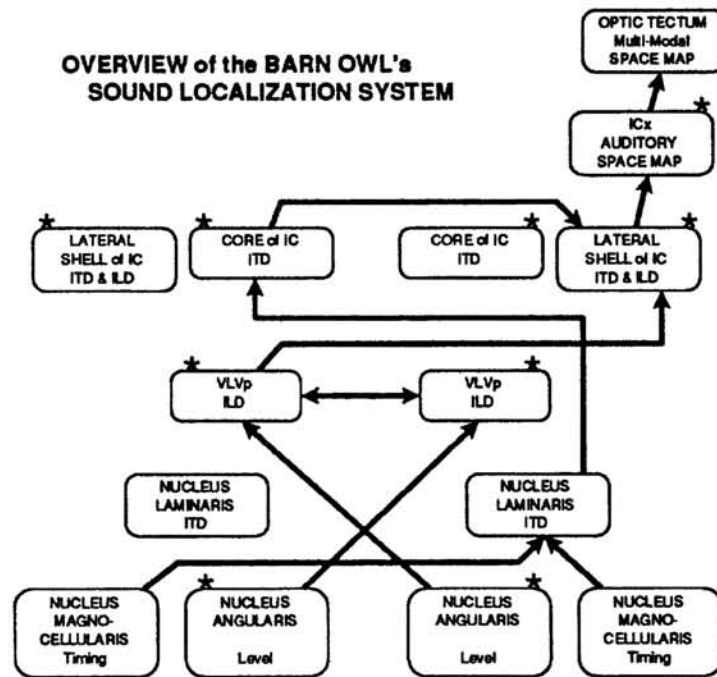 OPTIC TECTUM
Multi-Modal
SPACE MAP
OVERVIEW of the BARN OWL's
SOUND LOCALIZATION SYSTEM
*
ICx
AUDITORY
SPACE MAP
*
LATERAL
SHELL of IC
ITD & ILD
*
CORE of IC
ITD
*
CORE of IC
ITD
*
LATERAL
SHELL of IC
ITD & ILD
*
VLVp
ILD
*
VLVp
ILD
NUCLEUS
LAMINARIS
ITD
NUCLEUS
LAMINARIS
ITD
NUCLEUS
MAGNO-
CELLULARIS
Timing
*
NUCLEUS
ANGULARIS
Level
*
NUCLEUS
ANGULARIS
Level
NUCLEUS
MAGNO-
CELLULARIS
Timing